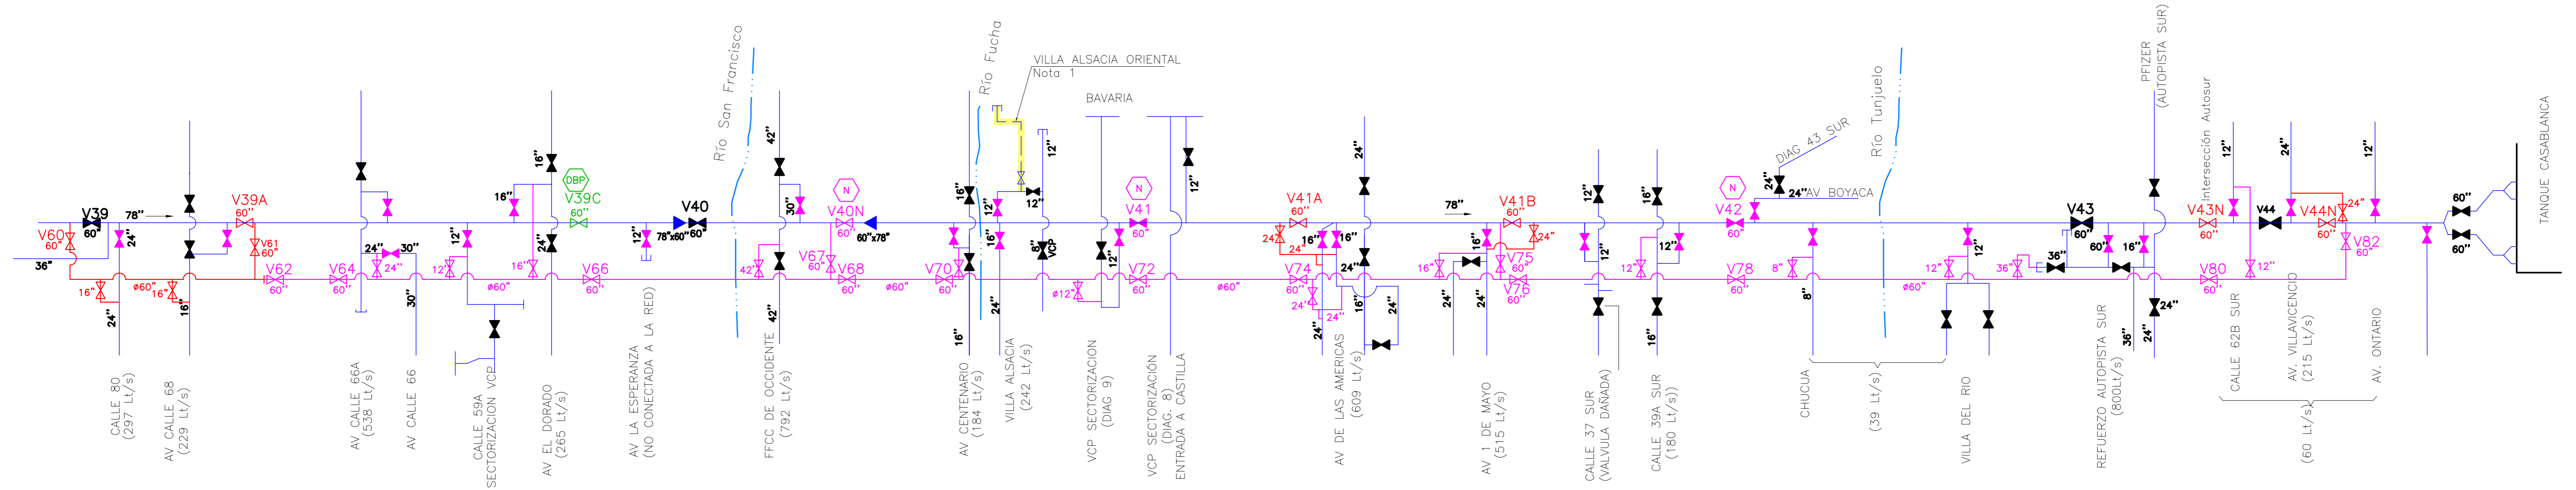 Río San Francisco
Río Fucha
VILLA ALSACIA ORIENTAL
Nota 1
BAVARIA
DIAG 43 SUR
AV BOYACA
Río Tunjuelo
PFIZER
(AUTOPISTA SUR)
Intersección Autosur
TANQUE CASABLANCA
V39
60"
78"
36"
V60
60"
24"
16"
24"
ø60"
16"
16"
V39A
60"
V61
60"
V62
60"
V64
60"
24"
30"
24"
30"
12"
12"
16"
16"
16"
24"
DBP
V39C
60"
V66
60"
12"
78"x60"
V40
60"
42"
30"
42"
42"
N
V40N
60"
60"x78"
V67
60"
V68
60"
ø60"
V70
60"
16"
16"
12"
16"
24"
12"
12"
8"
VCP
N
V41
60"
12"
12"
ø12"
V72
60"
ø60"
V41A
60"
24"
24"
V74
60"
24"
24"
24"
16"
16"
24"
24"
16"
24"
78"
16"
16"
24"
24"
V41B
60"
24"
V75
60"
V76
60"
12"
12"
16"
12"
12"
N
V42
60"
24"
24"
V78
60"
8"
8"
12"
12"
ø60"
36"
36"
V43
60"
60"
16"
36"
24"
24"
V43N
60"
V80
60"
12"
12"
V44
24"
V44N
60"
24"
V82
60"
12"
60"
60"
CALLE 80
(297 Lt/s)
AV CALLE 68
(229 Lt/s)
AV CALLE 66A
(538 Lt/s)
AV CALLE 66
CALLE 59A
SECTORIZACION VCP
AV EL DORADO
(265 Lt/s)
AV LA ESPERANZA
(NO CONECTADA A LA RED)
FFCC DE OCCIDENTE
(792 Lt/s)
AV CENTENARIO
(184 Lt/s)
VILLA ALSACIA
(242 Lt/s)
VCP SECTORIZACION
(DIAG 9)
VCP SECTORIZACIÓN
(DIAG. 8)
ENTRADA A CASTILLA
AV DE LAS AMERICAS
(609 Lt/s)
AV 1 DE MAYO
(515 Lt/s)
CALLE 37 SUR
(VALVULA DAÑADA)
CALLE 39A SUR
(180 Lt/s)
CHUCUA
(39 Lt/s)
VILLA DEL RIO
REFUERZO AUTOPISTA SUR
(800Lt/s)
CALLE 62B SUR
AV. VILLAVICENCIO
(215 Lt/s)
(60 Lt/s)
AV. ONTARIO